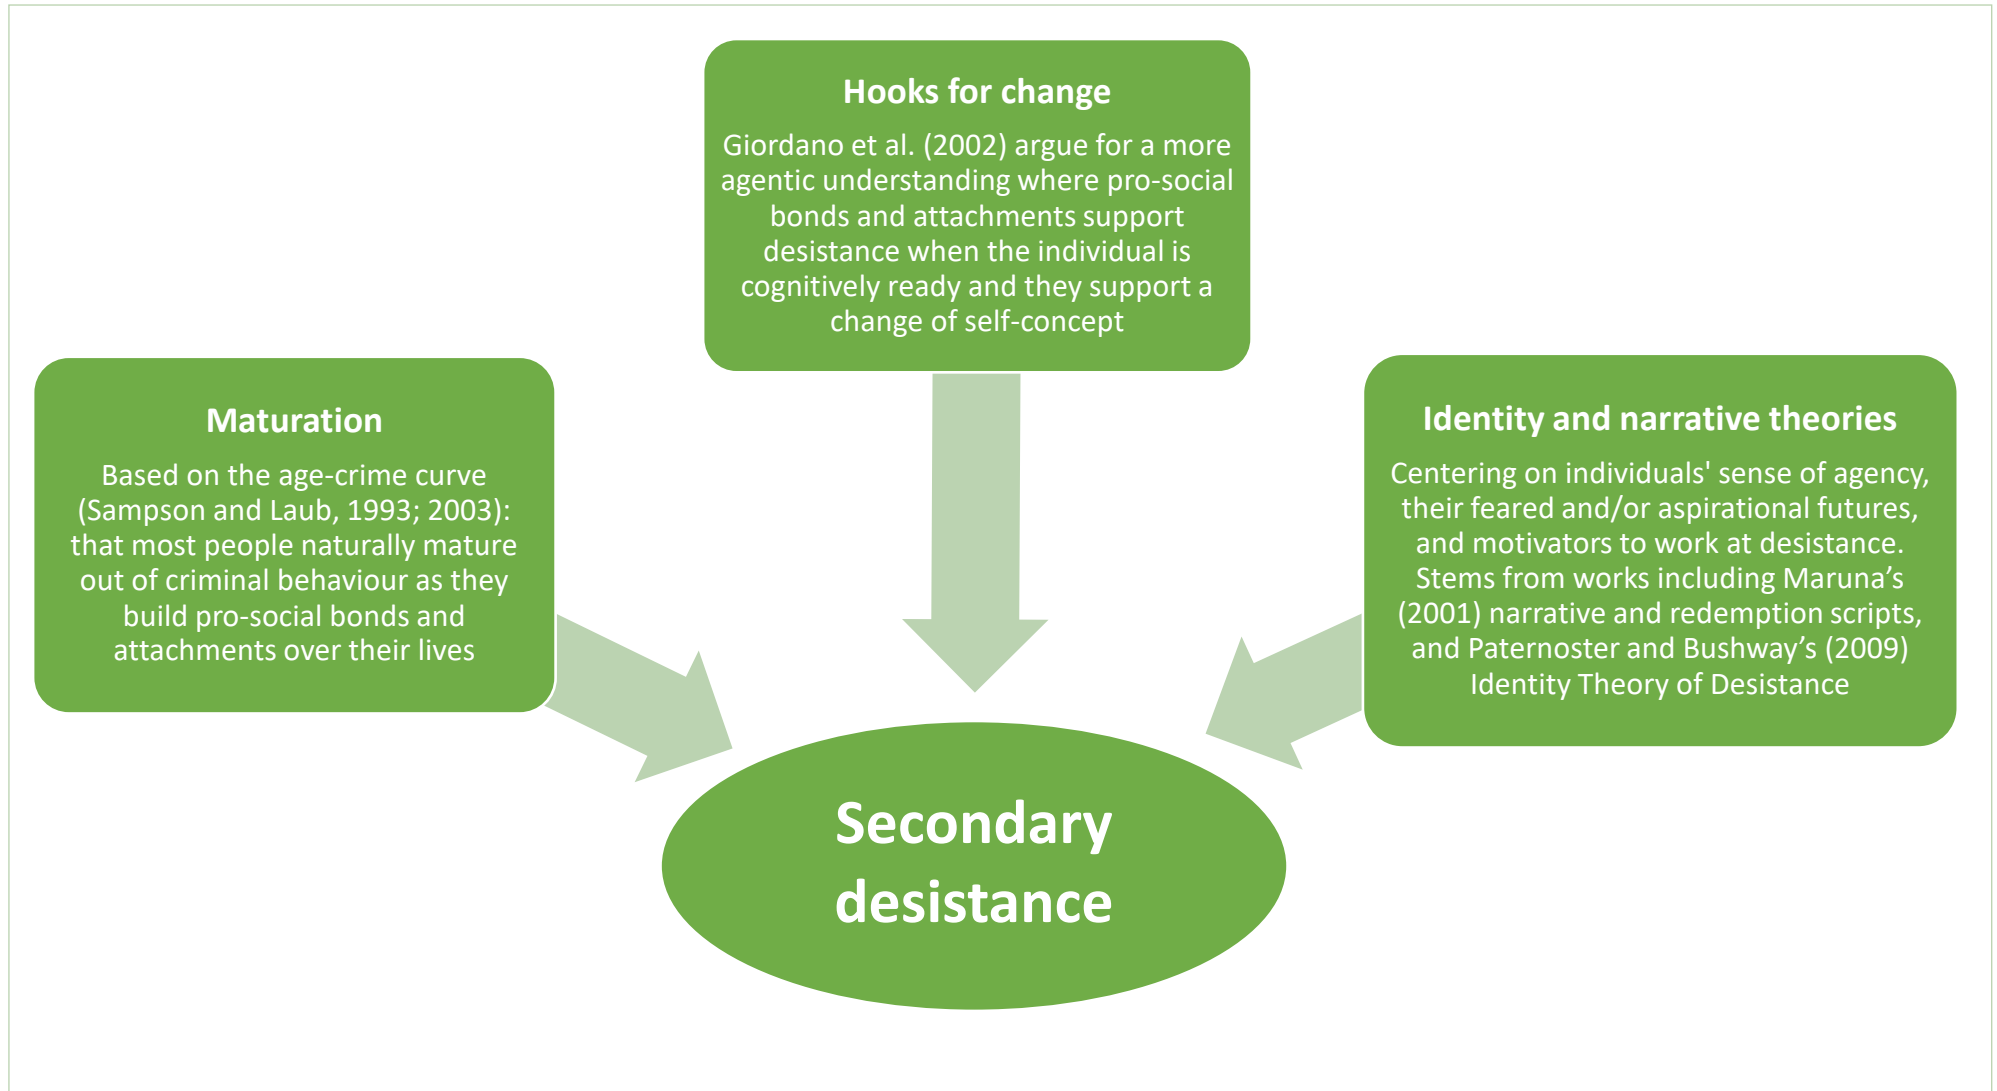 Hooks for change
Giordano et al. (2002) argue for a more
agentic understanding where pro-social
bonds and attachments support
desistance when the individual is
cognitively ready and they support a
change of self-concept
Maturation
Based on the age-crime curve
(Sampson and Laub, 1993; 2003):
that most people naturally mature
out of criminal behaviour as they
build pro-social bonds and
attachments over their lives
Identity and narrative theories
Centering on individuals' sense of agency,
their feared and/or aspirational futures,
and motivators to work at desistance.
Stems from works including Maruna’s
(2001) narrative and redemption scripts,
and Paternoster and Bushway’s (2009)
Identity Theory of Desistance
Secondary
desistance